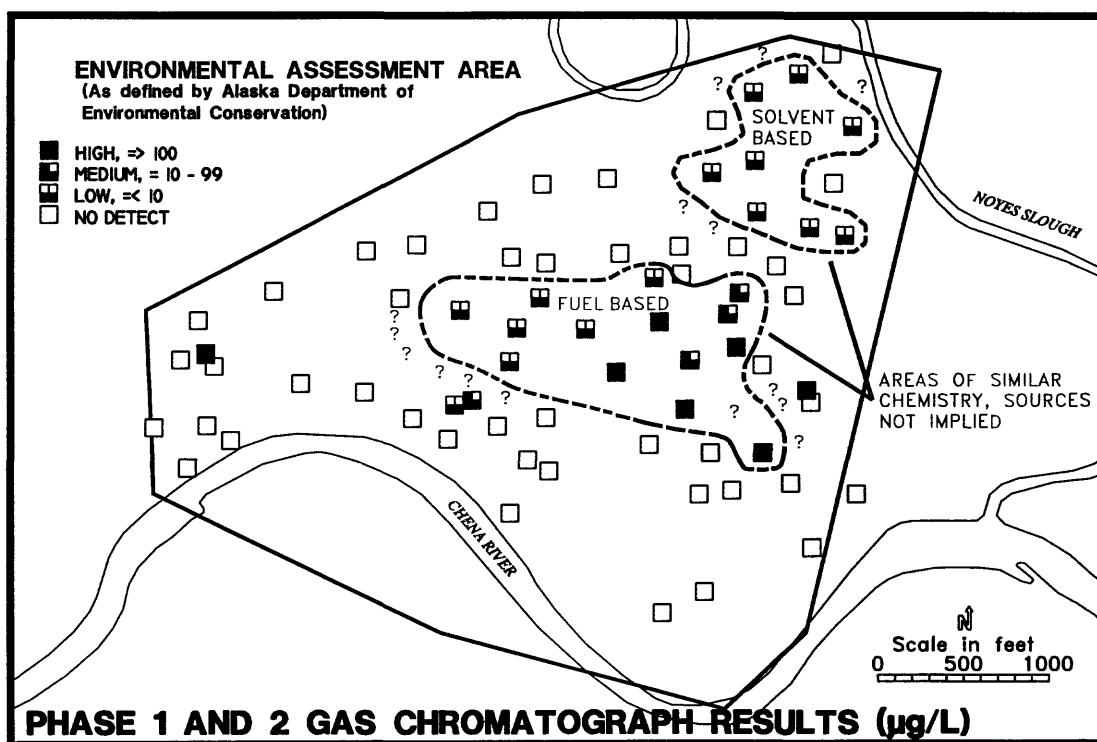 ENVIRONMENTAL ASSESSMENT AREA
(As defined by Alaska Department of
Environmental Conservation)
HIGH, => 100
MEDIUM, = 10 - 99
LOW, =< 10
NO DETECT
SOLVENT
BASED
NOYES SLOUGH
FUEL BASED
AREAS OF SIMILAR
CHEMISTRY, SOURCES
NOT IMPLIED
? ? ? ? ? ? ? ? ? ? ? ? ? ? ?
CHENA RIVER
N
Scale in feet
0 500 1000
PHASE 1 AND 2 GAS CHROMATOGRAPH RESULTS (µg/L)